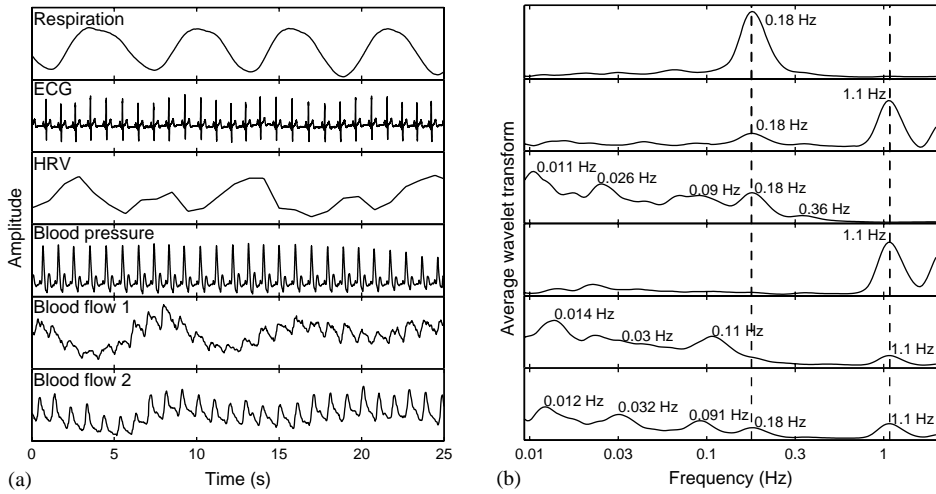 Respiration
ECG
HRV
Blood pressure
Blood flow 1
Blood flow 2
Amplitude
0 5 10 15 20 25
(a) Time (s)
0.18 Hz
1.1 Hz
0.18 Hz
0.011 Hz
0.026 Hz
0.09 Hz
0.18 Hz
0.36 Hz
1.1 Hz
0.014 Hz
0.03 Hz
0.11 Hz
1.1 Hz
0.012 Hz
0.032 Hz
0.091 Hz
0.18 Hz
1.1 Hz
Average wavelet transform
0.01 0.03 0.1 0.3 1
(b) Frequency (Hz)